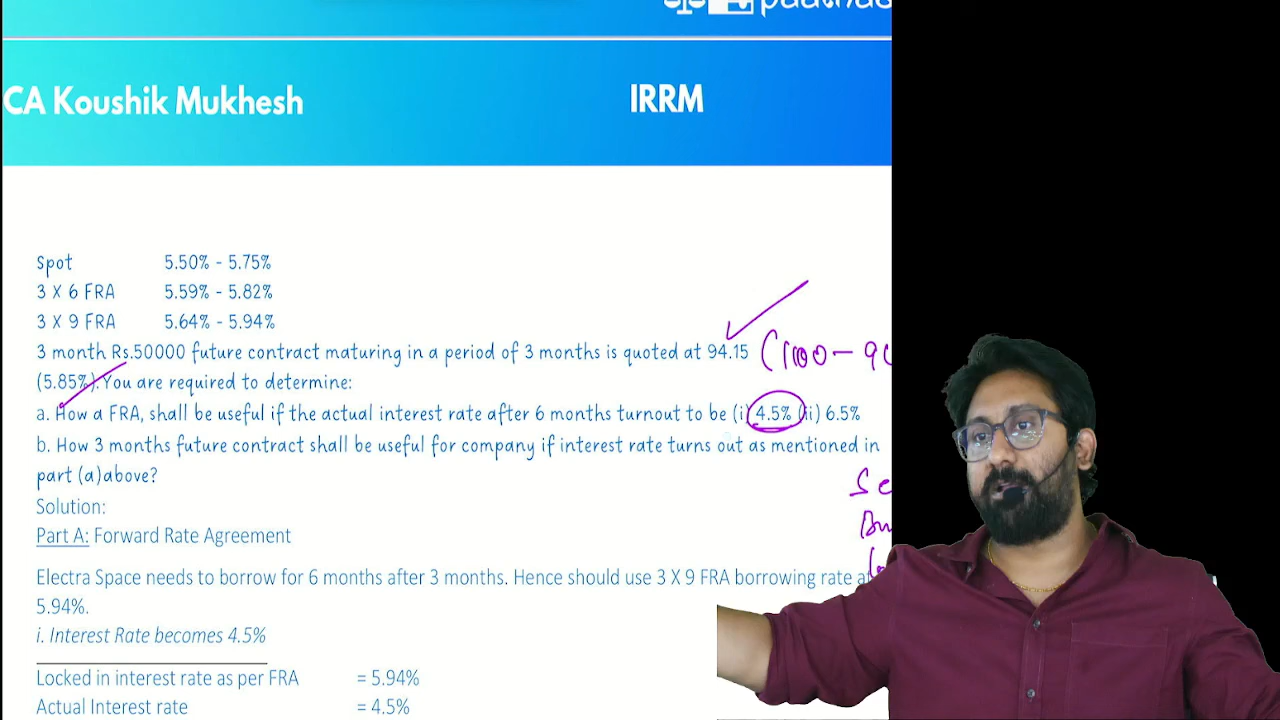 CA Koushik Mukhesh
IRRM
Spot 5.50% - 5.75%
3 X 6 FRA 5.59% - 5.82%
3 X 9 FRA 5.64% - 5.94%
3 month Rs.50000 future contract maturing in a period of 3 months is quoted at 94.15
(5.85%). You are required to determine:
a. How a FRA, shall be useful if the actual interest rate after 6 months turnout to be (i) 4.5% (ii) 6.5%
b. How 3 months future contract shall be useful for company if interest rate turns out as mentioned in
part (a)above?
Solution:
Part A: Forward Rate Agreement
Electra Space needs to borrow for 6 months after 3 months. Hence should use 3 X 9 FRA borrowing rate at
5.94%.
i. Interest Rate becomes 4.5%
Locked in interest rate as per FRA = 5.94%
Actual Interest rate = 4.5%